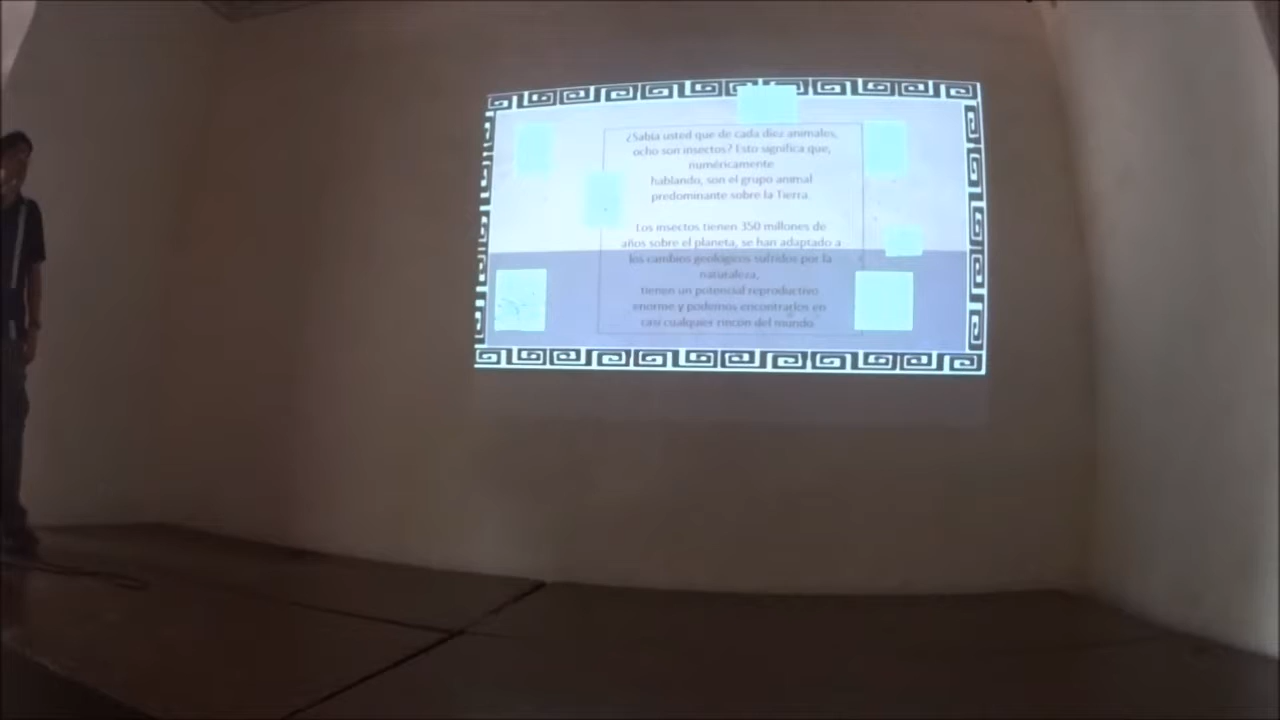 ¿Sabía usted que de cada diez animales,
ocho son insectos? Esto significa que,
numéricamente
hablando, son el grupo animal
predominante sobre la Tierra.
Los insectos tienen 350 millones de
años sobre el planeta, se han adaptado a
los cambios geológicos sufridos por la
naturaleza,
tienen un potencial reproductivo
enorme y podemos encontrarlos en
casi cualquier rincón del mundo